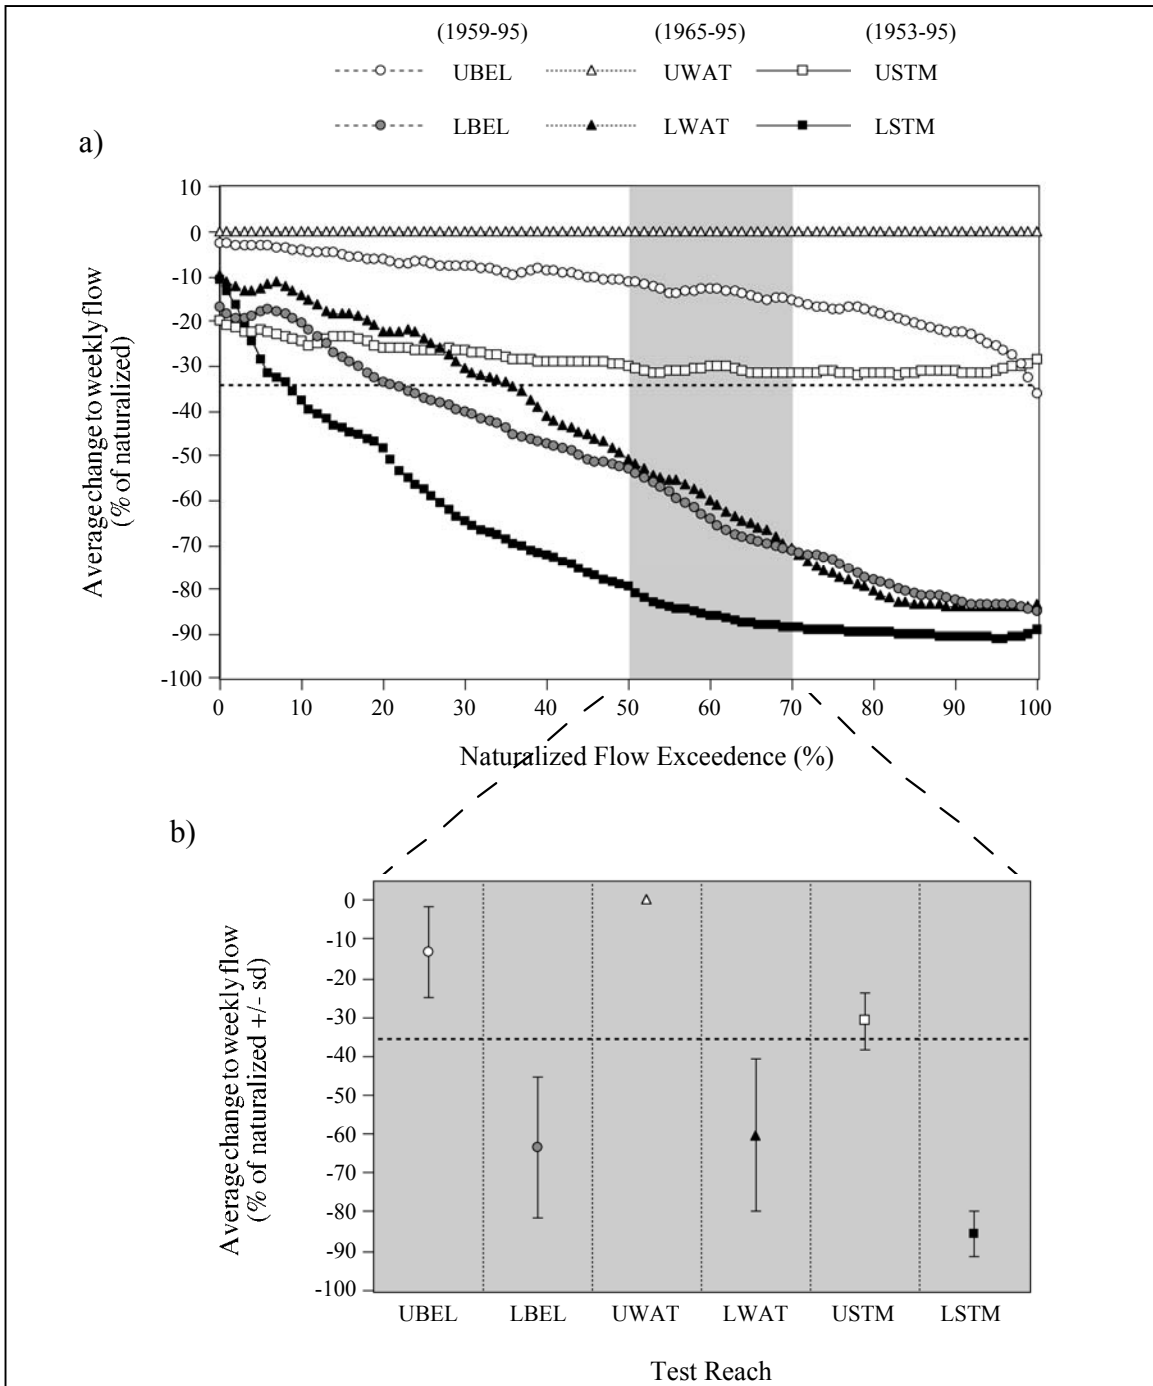 (1959-95) (1965-95) (1953-95)
UBEL UWAT USTM
LBEL LWAT LSTM
a)
Average change to weekly flow
(% of naturalized)
10
0
-10
-20
-30
-40
-50
-60
-70
-80
-90
-100
0 10 20 30 40 50 60 70 80 90 100
Naturalized Flow Exceedence (%)
b)
Average change to weekly flow
(% of naturalized +/- sd)
0
-10
-20
-30
-40
-50
-60
-70
-80
-90
-100
UBEL LBEL UWAT LWAT USTM LSTM
Test Reach